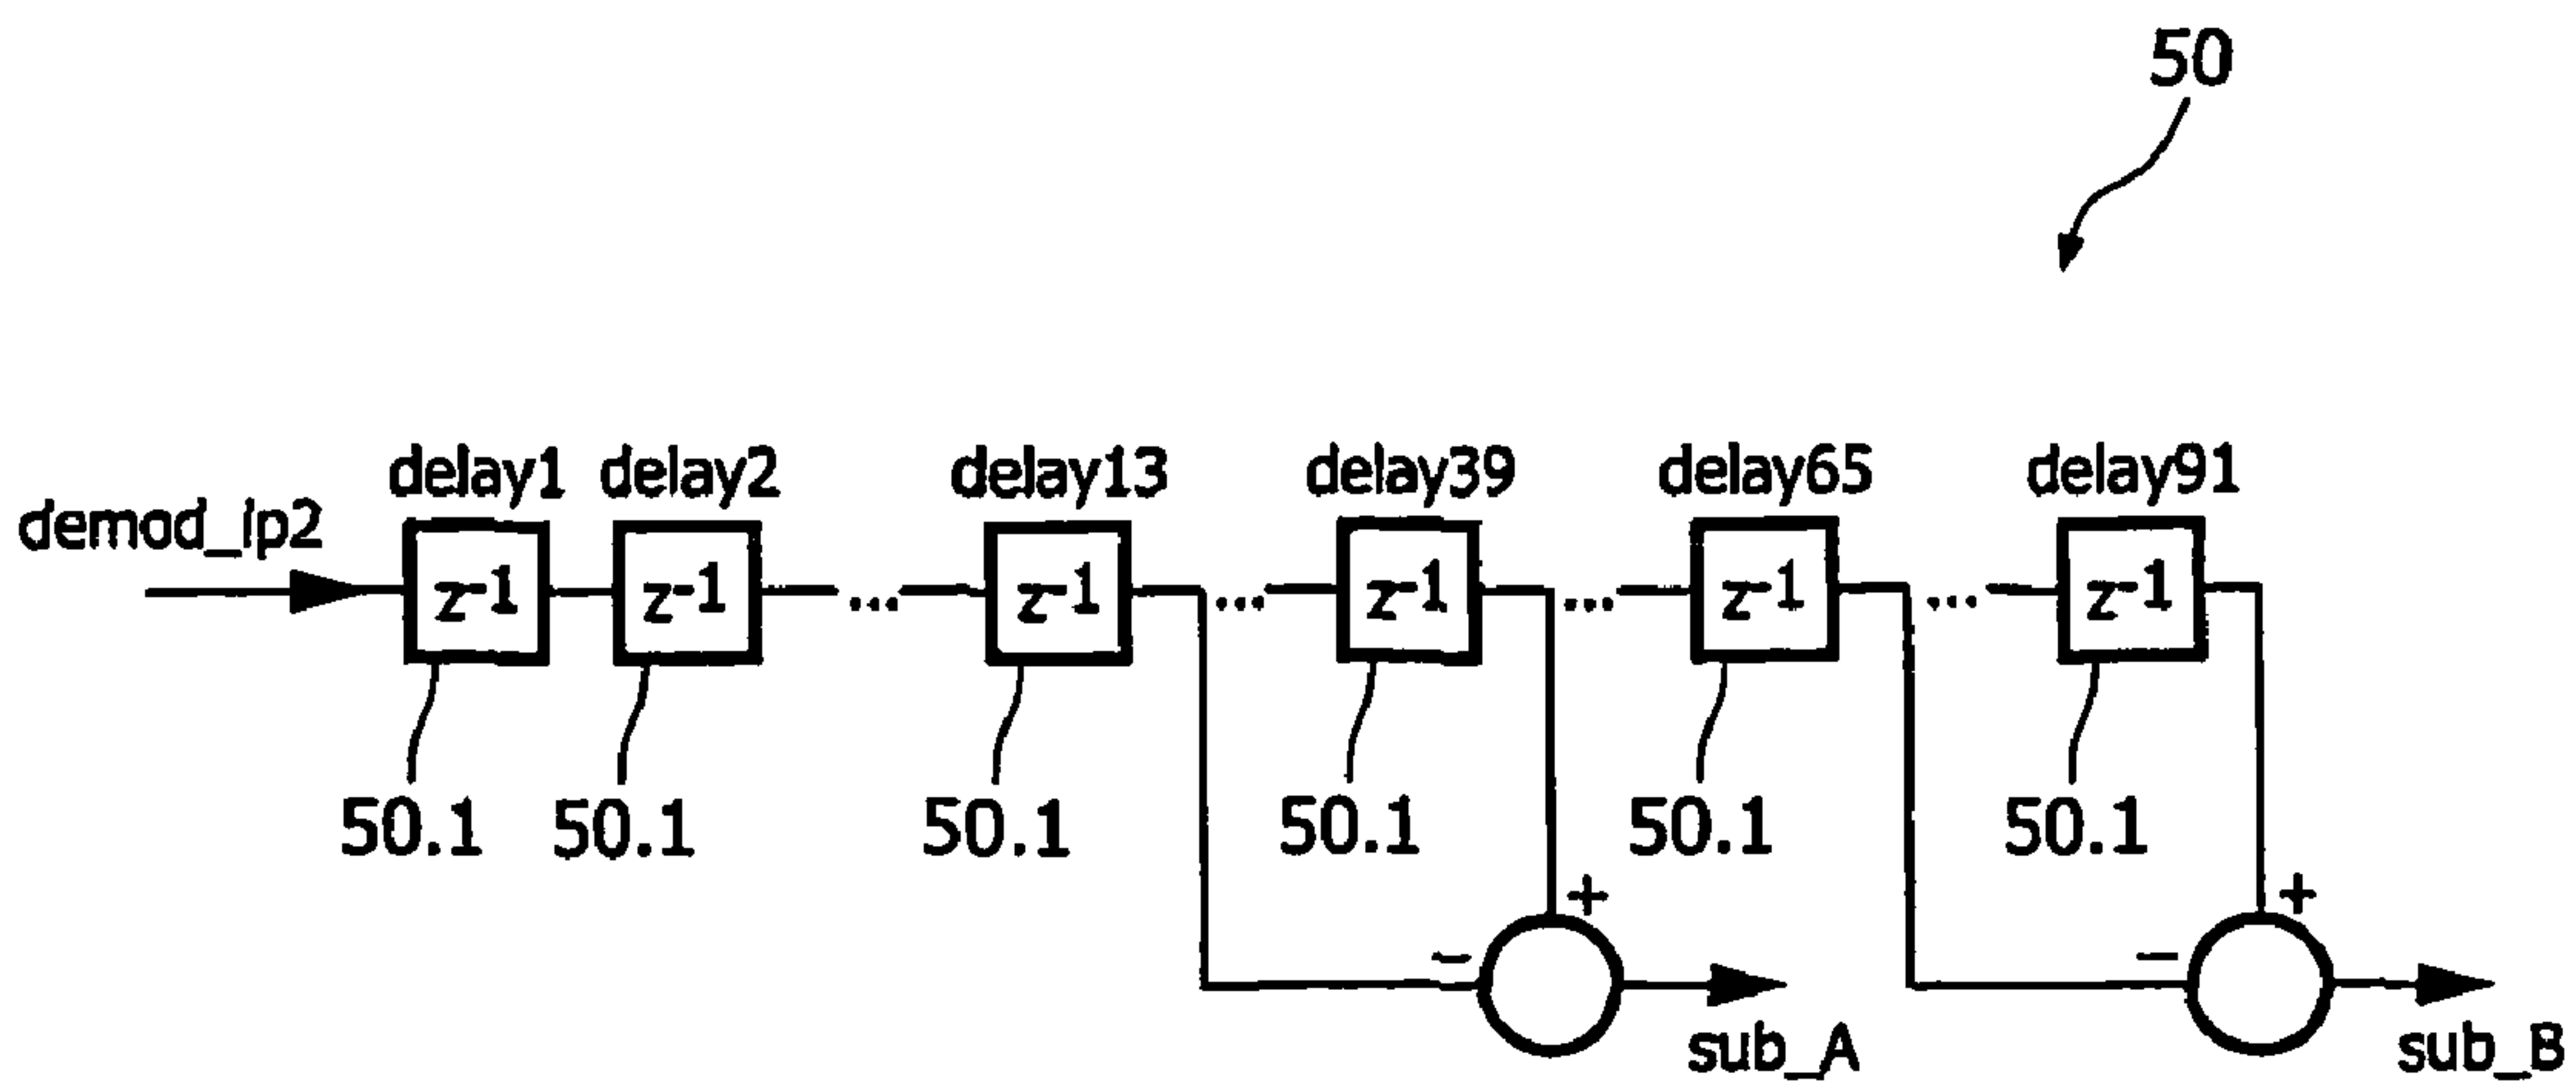 50
delay1 delay2 delay13 delay39 delay65 delay91
demod_ip2
z-1 z-1 ... z-1 ... z-1 ... z-1 ... z-1
50.1 50.1 50.1 50.1 50.1 50.1
+ +
- -
sub_A sub_B